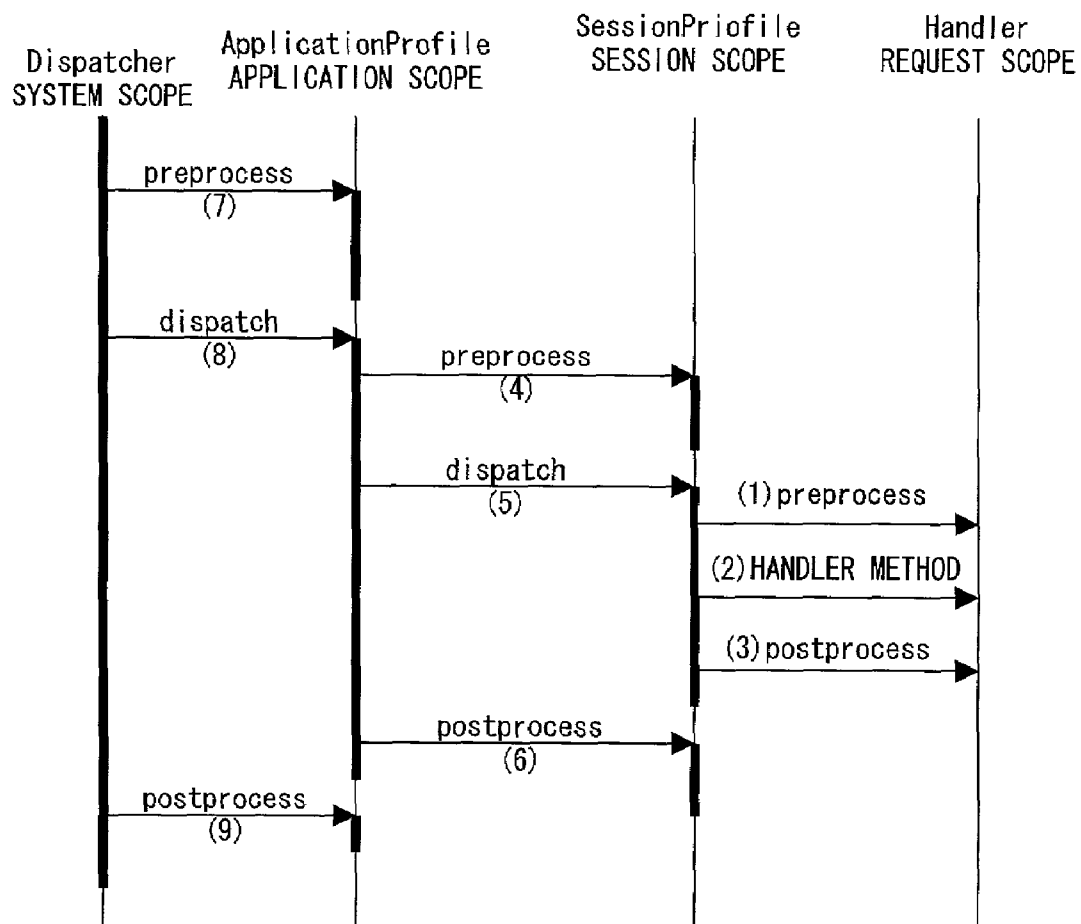 Dispatcher
SYSTEM SCOPE
ApplicationProfile
APPLICATION SCOPE
SessionPriofile
SESSION SCOPE
Handler
REQUEST SCOPE
preprocess
(7)
dispatch
(8)
preprocess
(4)
dispatch
(5)
(1)preprocess
(2)HANDLER METHOD
(3)postprocess
postprocess
(6)
postprocess
(9)